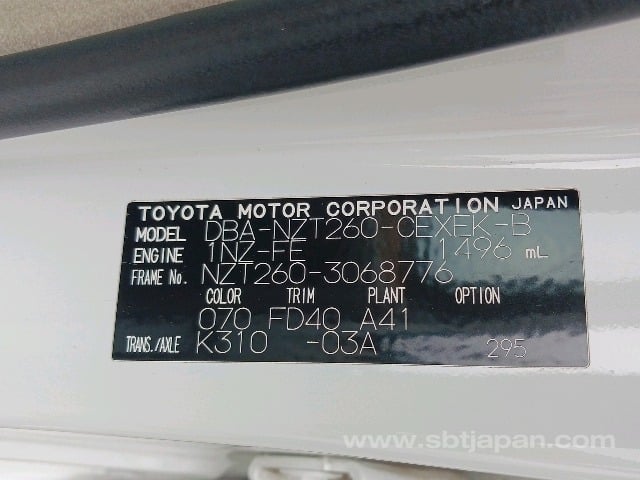 TOYOTA MOTOR CORPORATION JAPAN
MODEL DBA-NZT260-CEXEK-B
ENGINE 1NZ-FE 1496 mL
FRAME No. NZT260-3068776
COLOR TRIM PLANT OPTION
070 FD40 A41
TRANS./AXLE K310 -03A 295
www.sbtjapan.com